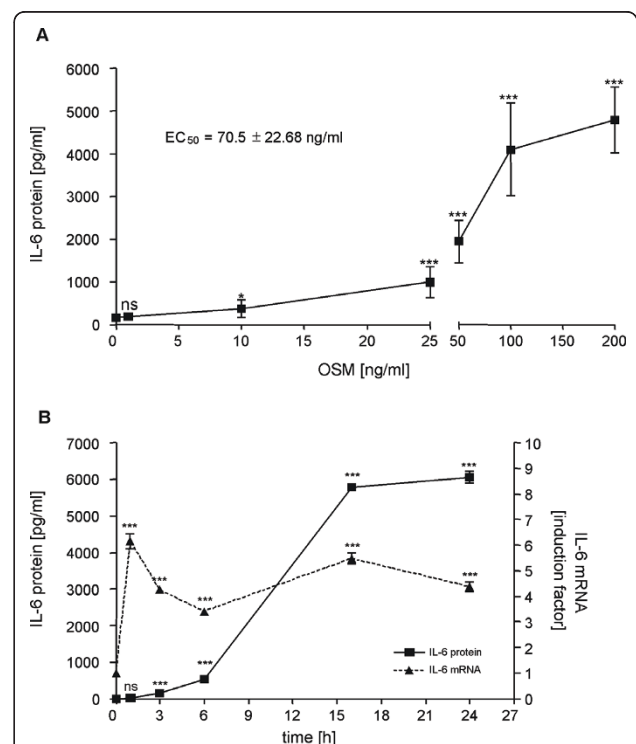 A
6000
5000
4000
3000
2000
1000
0
IL-6 protein [pg/ml]
EC50 = 70.5 ± 22.68 ng/ml
ns
*
***
***
***
***
0 5 10 15 20 25 50 100 150 200
OSM [ng/ml]
B
7000
6000
5000
4000
3000
2000
1000
0
IL-6 protein [pg/ml]
10
9
8
7
6
5
4
3
2
1
0
IL-6 mRNA
[induction factor]
***
***
***
***
***
ns
***
***
***
***
IL-6 protein
IL-6 mRNA
0 3 6 9 12 15 18 21 24 27
time [h]